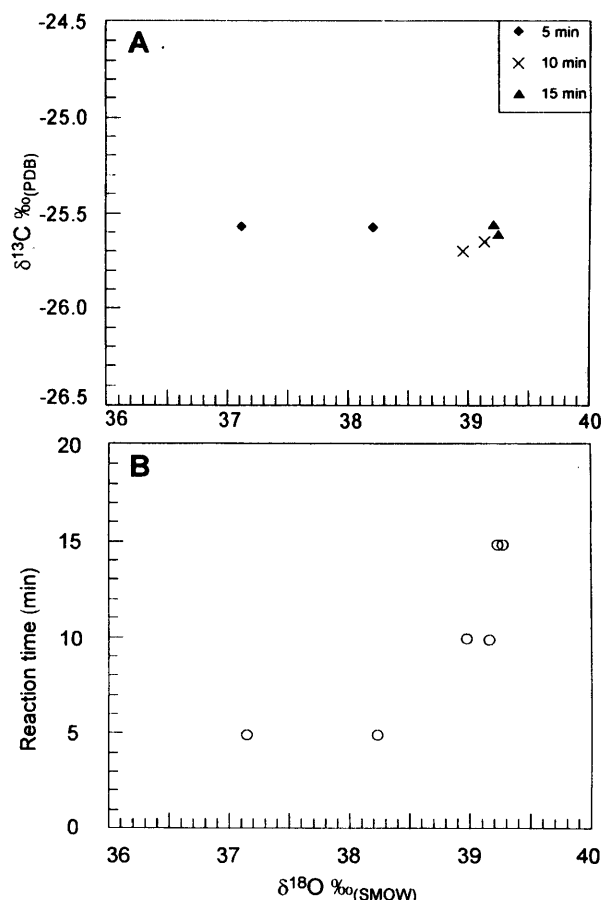 A
5 min
10 min
15 min
-24.5
-25.0
-25.5
-26.0
-26.5
δ¹³C ‰(PDB)
36 37 38 39 40
B
20
15
10
5
0
Reaction time (min)
36 37 38 39 40
δ¹⁸O ‰(SMOW)